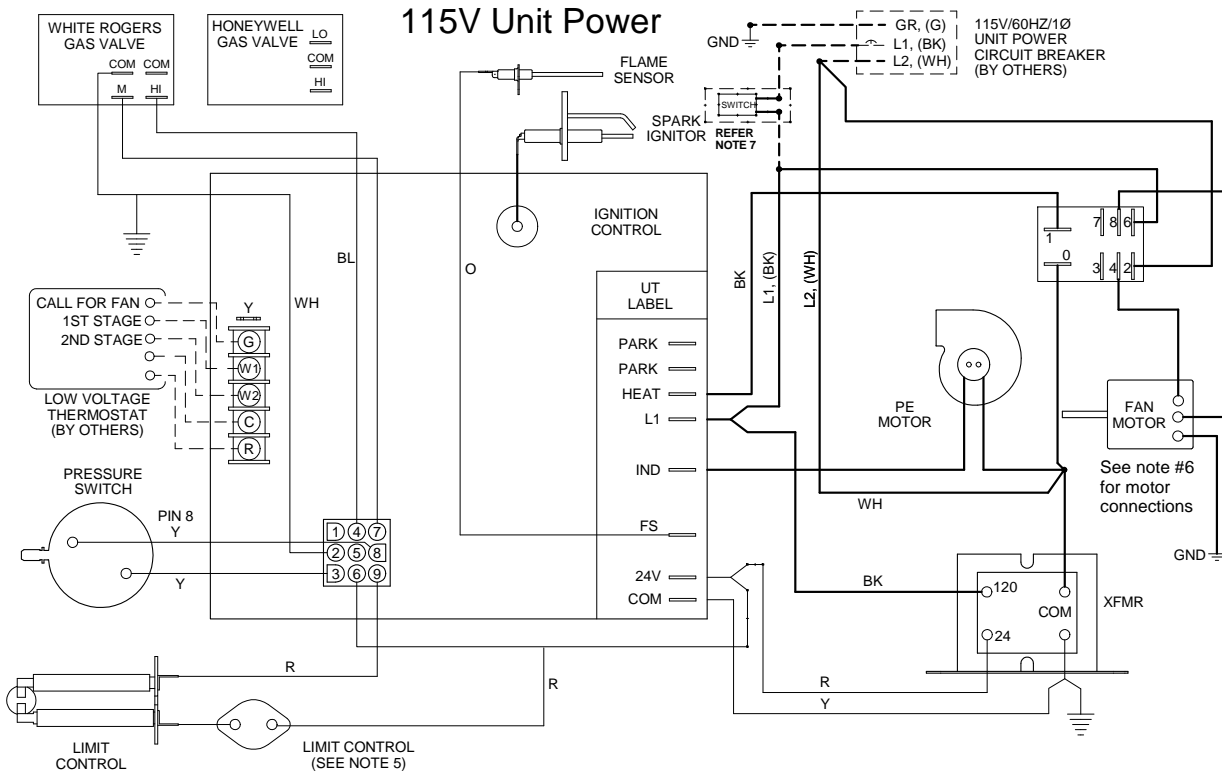 115V Unit Power
WHITE ROGERS
GAS VALVE
COM COM
M HI
HONEYWELL
GAS VALVE
LO
COM
HI
FLAME
SENSOR
SPARK
IGNITOR
GND
GR, (G)
L1, (BK)
L2, (WH)
115V/60HZ/1Ø
UNIT POWER
CIRCUIT BREAKER
(BY OTHERS)
SWITCH
REFER
NOTE 7
IGNITION
CONTROL
BL
WH
O
BK
L1, (BK)
L2, (WH)
1
0
7 8 6
3 4 2
CALL FOR FAN
1ST STAGE
2ND STAGE
LOW VOLTAGE
THERMOSTAT
(BY OTHERS)
Y
G
W1
W2
C
R
UT
LABEL
PARK
PARK
HEAT
L1
IND
FS
24V
COM
PE
MOTOR
FAN
MOTOR
See note #6
for motor
connections
GND
WH
PRESSURE
SWITCH
PIN 8
Y
Y
1 4 7
2 5 8
3 6 9
BK
120
COM
24
XFMR
R
R
R
Y
LIMIT
CONTROL
LIMIT CONTROL
(SEE NOTE 5)